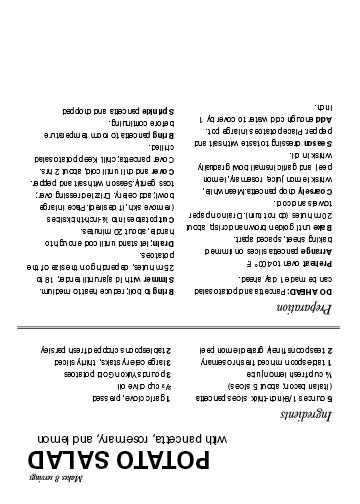 Makes 8 servings
POTATO SALAD
with pancetta, rosemary, and lemon
Ingredients
5 ounces 1/8-inch-thick slices pancetta
(Italian bacon; about 5 slices)
¼ cup fresh lemon juice
1 tablespoon minced fresh rosemary
2 teaspoons finely grated lemon peel
1 garlic clove, pressed
⅔ cup olive oil
3 pounds Yukon Gold potatoes
3 large celery stalks, thinly sliced
2 tablespoons chopped fresh parsley
Preparation
DO AHEAD: Pancetta and potato salad
can be made 1 day ahead.
Preheat oven to 400° F.
Arrange pancetta slices on rimmed
baking sheet, spaced apart.
Bake until golden brown and crisp, about
20 minutes (do not turn). Drain on paper
towels and cool.
Coarsely chop pancetta. Meanwhile,
whisk lemon juice, rosemary, lemon
peel, and garlic in small bowl; gradually
whisk in oil.
Season dressing to taste with salt and
pepper. Place potatoes in large pot.
Add enough cold water to cover by 1
inch.
Bring to boil; reduce heat to medium.
Simmer with lid ajar until tender, 18 to
25 minutes, depending on the size of the
potatoes.
Drain; let stand until cool enough to
handle, about 20 minutes.
Cut potatoes into ¾-inch-thick slices
(remove skin, if desired). Place in large
bowl; add celery. Drizzle dressing over;
toss gently. Season with salt and pepper.
Cover and chill until cold, about 2 hrs.
Cover pancetta; chill. Keep potato salad
chilled.
Bring pancetta to room temperature
before continuing.
Sprinkle pancetta and chopped